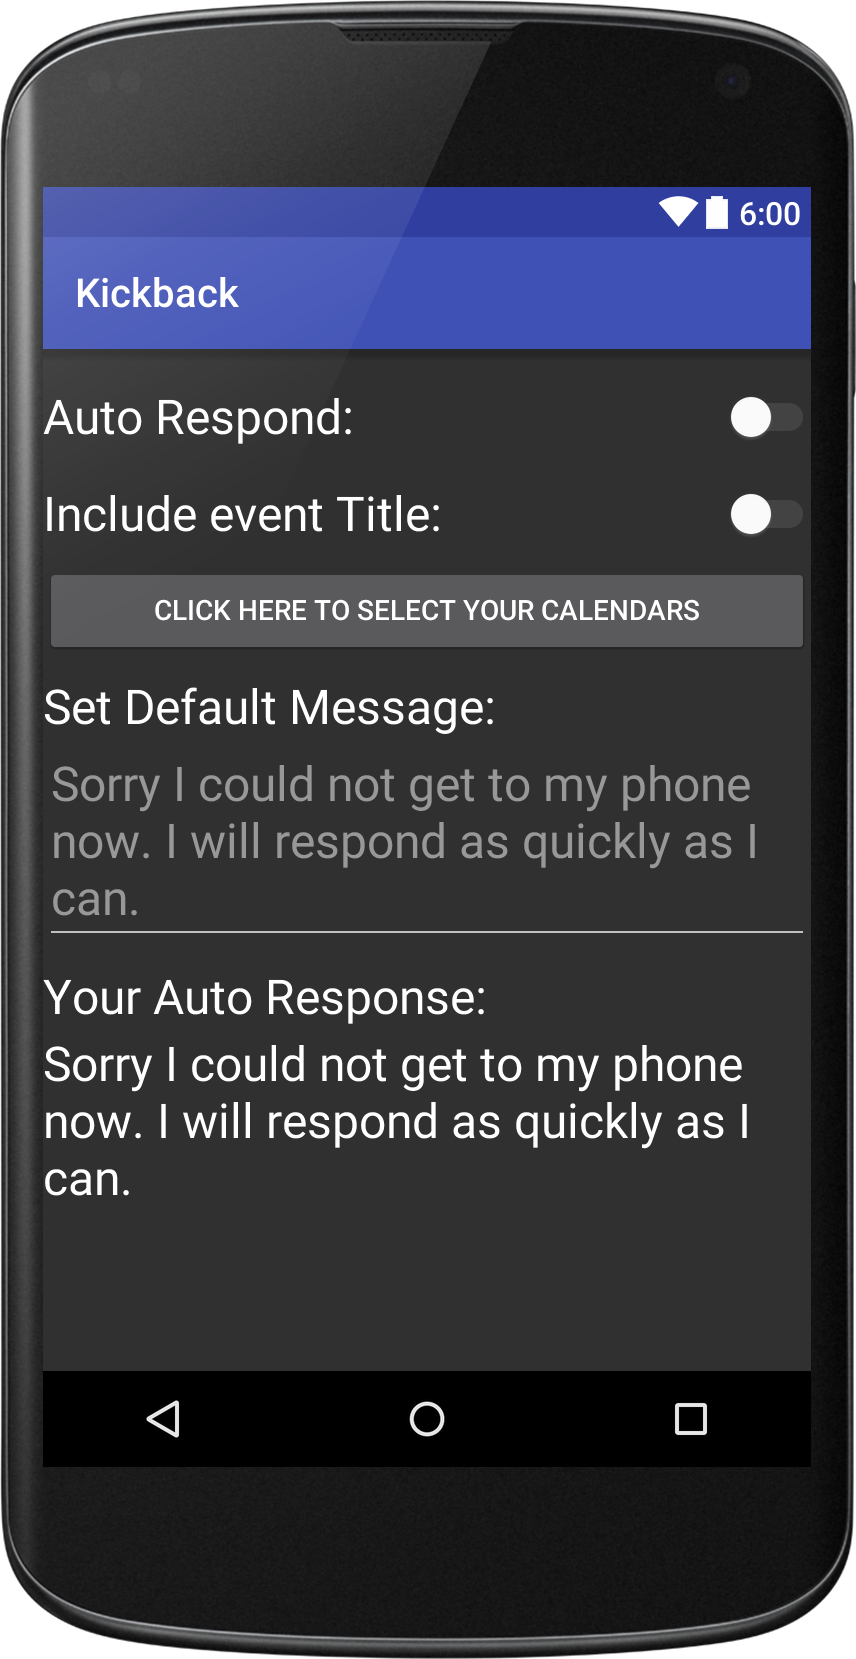 6:00
Kickback
Auto Respond:
Include event Title:
CLICK HERE TO SELECT YOUR CALENDARS
Set Default Message:
Sorry I could not get to my phone
now. I will respond as quickly as I
can.
Your Auto Response:
Sorry I could not get to my phone
now. I will respond as quickly as I
can.